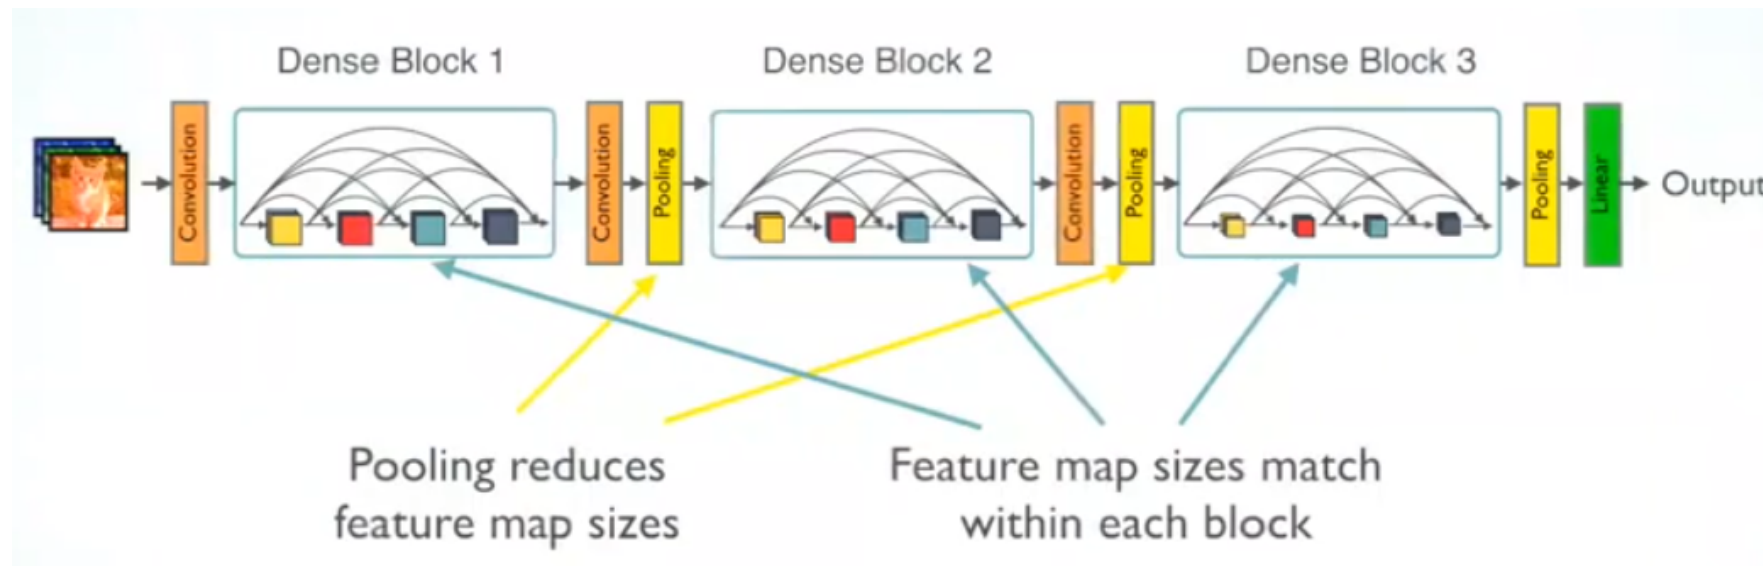 Dense Block 1
Dense Block 2
Dense Block 3
Convolution
Convolution
Pooling
Convolution
Pooling
Pooling
Linear
Output
Pooling reduces
feature map sizes
Feature map sizes match
within each block